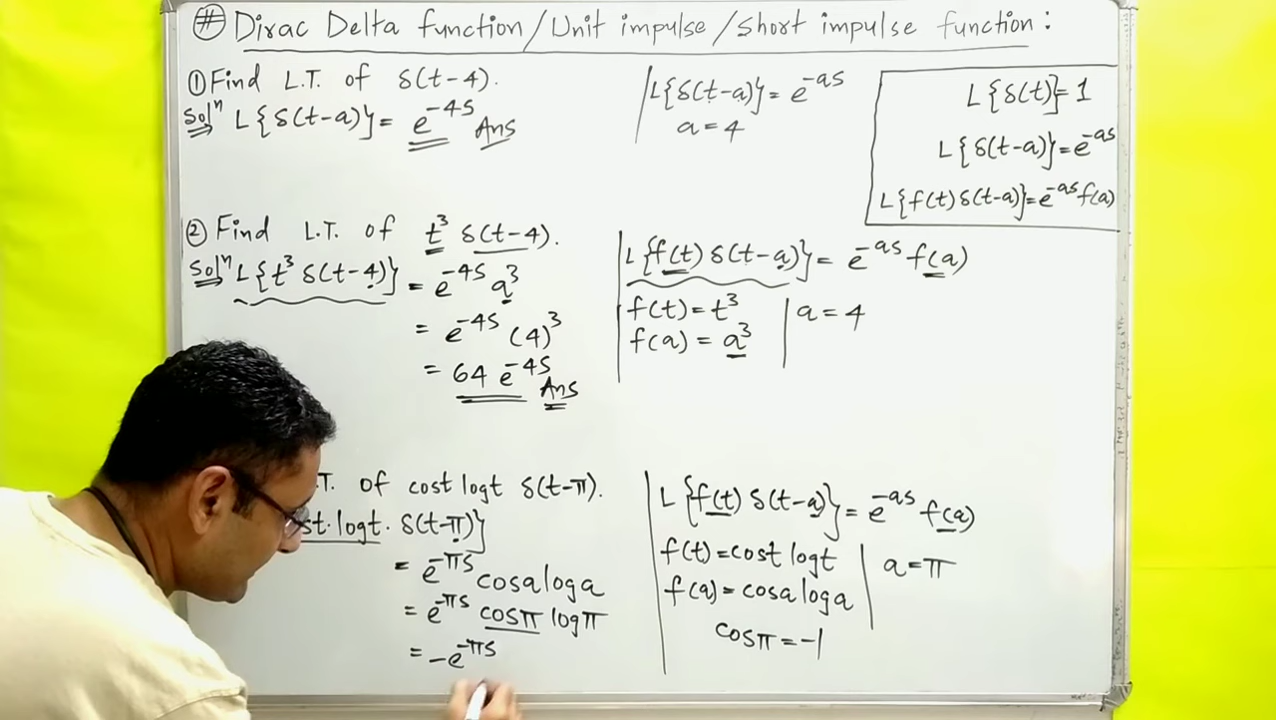 # Dirac Delta function/Unit impulse/short impulse function:
① Find L.T. of δ(t-4).
Solⁿ L{δ(t-a)} = e^-4s Ans
L{δ(t-a)} = e^-as
a = 4
L{δ(t)} = 1
L{δ(t-a)} = e^-as
L{f(t) δ(t-a)} = e^-as f(a)
② Find L.T. of t³ δ(t-4).
Solⁿ L{t³ δ(t-4)} = e^-4s a³
= e^-4s (4)³
= 64 e^-4s Ans
L{f(t) δ(t-a)} = e^-as f(a)
f(t) = t³
f(a) = a³
a = 4
T. of cost logt δ(t-π).
st·logt· δ(t-π)}
= e^-πs cosa loga
= e^-πs cosπ logπ
= -e^-πs
L{f(t) δ(t-a)} = e^-as f(a)
f(t) = cost logt
f(a) = cosa loga
a = π
cosπ = -1